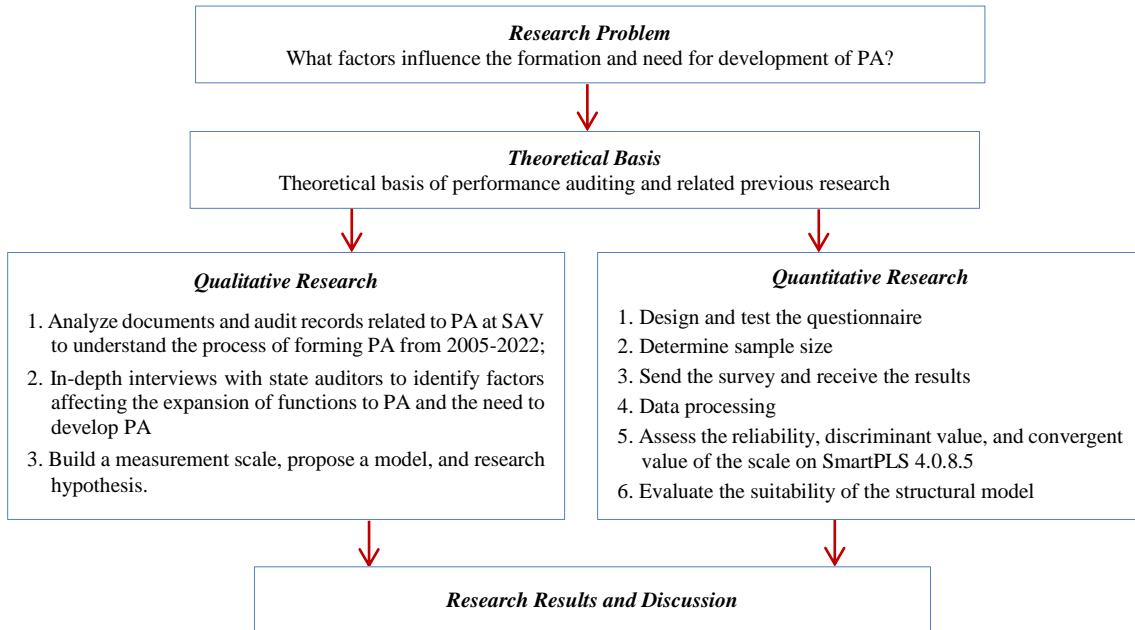 Research Problem
What factors influence the formation and need for development of PA?
Theoretical Basis
Theoretical basis of performance auditing and related previous research
Qualitative Research
1. Analyze documents and audit records related to PA at SAV
to understand the process of forming PA from 2005-2022;
2. In-depth interviews with state auditors to identify factors
affecting the expansion of functions to PA and the need to
develop PA
3. Build a measurement scale, propose a model, and research
hypothesis.
Quantitative Research
1. Design and test the questionnaire
2. Determine sample size
3. Send the survey and receive the results
4. Data processing
5. Assess the reliability, discriminant value, and convergent
value of the scale on SmartPLS 4.0.8.5
6. Evaluate the suitability of the structural model
Research Results and Discussion